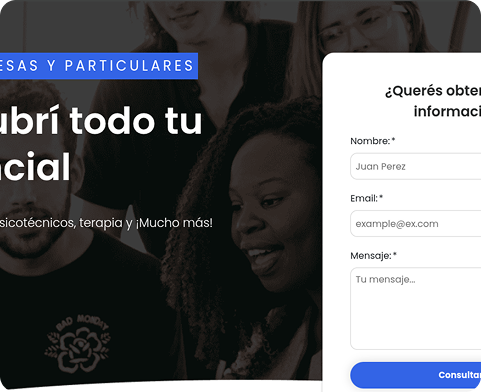 ESAS Y PARTICULARES
ubrí todo tu
ncial
sicotécnicos, terapia y ¡Mucho más!
BAD MONDAY
¿Querés obten
informaci
Nombre:*
Juan Perez
Email:*
example@ex.com
Mensaje:*
Tu mensaje...
Consultar